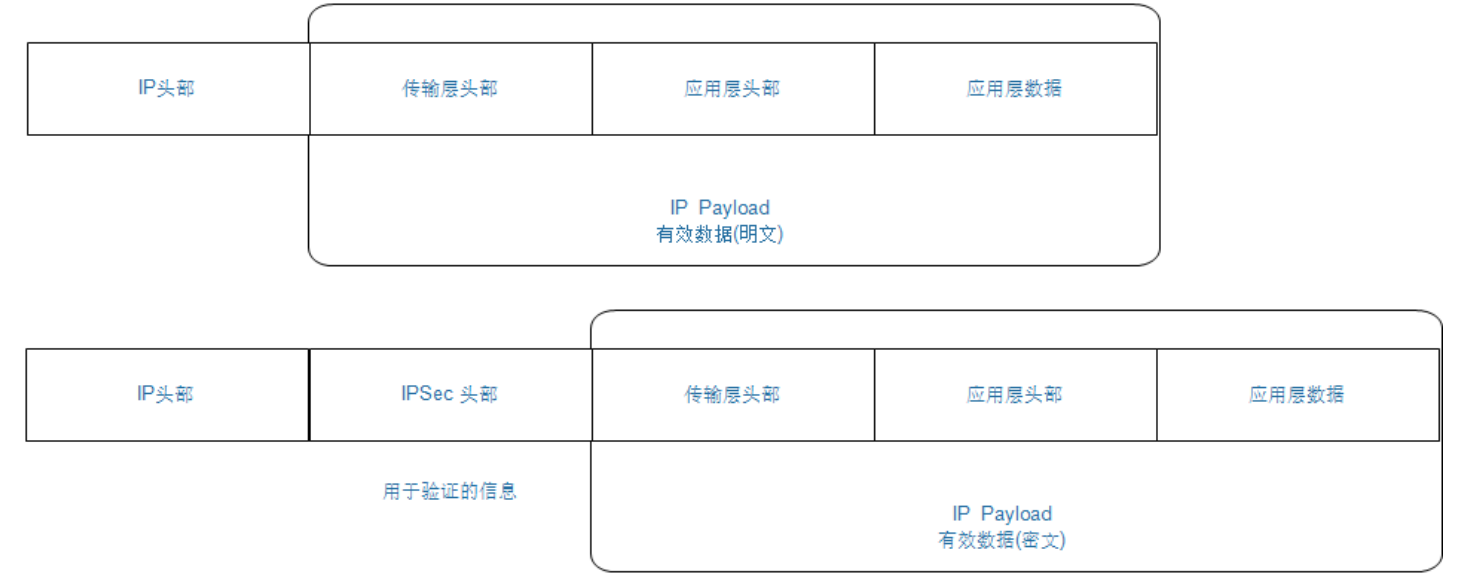 IP头部
传输层头部
应用层头部
应用层数据
IP Payload
有效数据(明文)
IP头部
IPSec 头部
传输层头部
应用层头部
应用层数据
用于验证的信息
IP Payload
有效数据(密文)